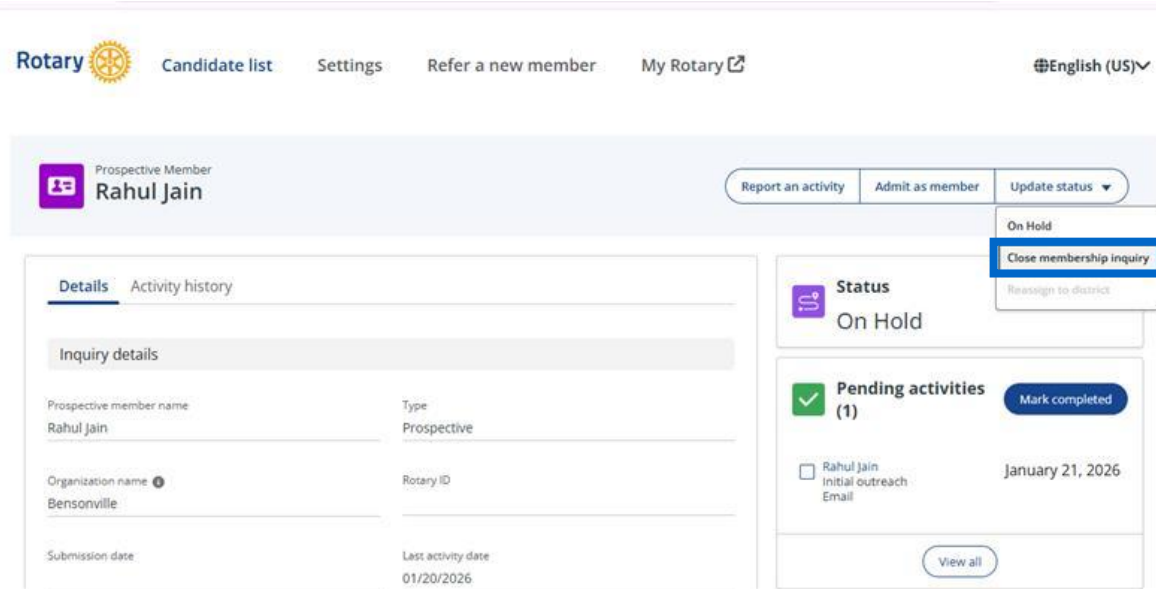 Rotary
Candidate list Settings Refer a new member My Rotary
English (US)
Prospective Member
Rahul Jain
Report an activity Admit as member Update status
On Hold
Close membership inquiry
Reassign to district
Details Activity history
Inquiry details
Prospective member name Type
Rahul Jain Prospective
Organization name Rotary ID
Bensonville
Submission date Last activity date
01/20/2026
Status
On Hold
Pending activities
(1)
Mark completed
Rahul Jain January 21, 2026
Initial outreach
Email
View all